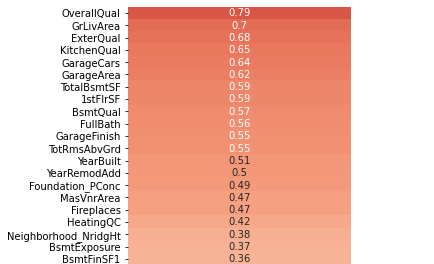 OverallQual 0.79
GrLivArea 0.7
ExterQual 0.68
KitchenQual 0.65
GarageCars 0.64
GarageArea 0.62
TotalBsmtSF 0.59
1stFlrSF 0.59
BsmtQual 0.57
FullBath 0.56
GarageFinish 0.55
TotRmsAbvGrd 0.55
YearBuilt 0.51
YearRemodAdd 0.5
Foundation_PConc 0.49
MasVnrArea 0.47
Fireplaces 0.47
HeatingQC 0.42
Neighborhood_NridgHt 0.38
BsmtExposure 0.37
BsmtFinSF1 0.36